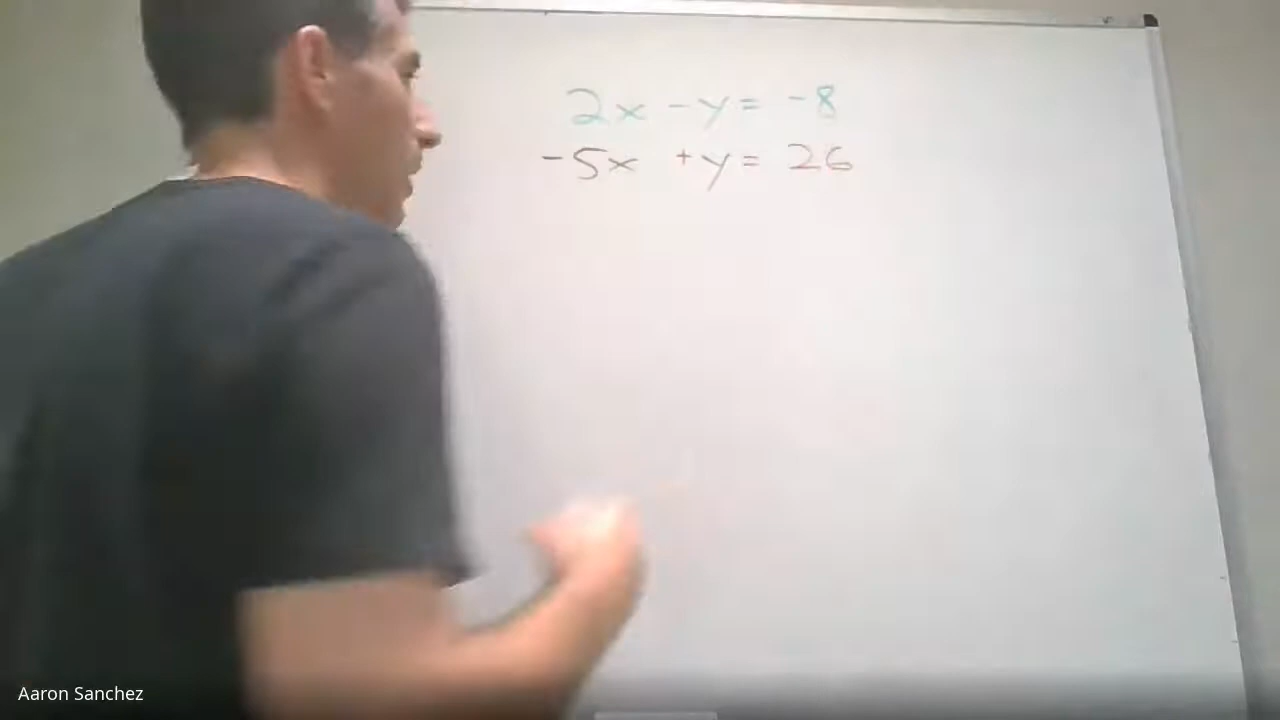 2x - y = -8
-5x + y = 26
Aaron Sanchez